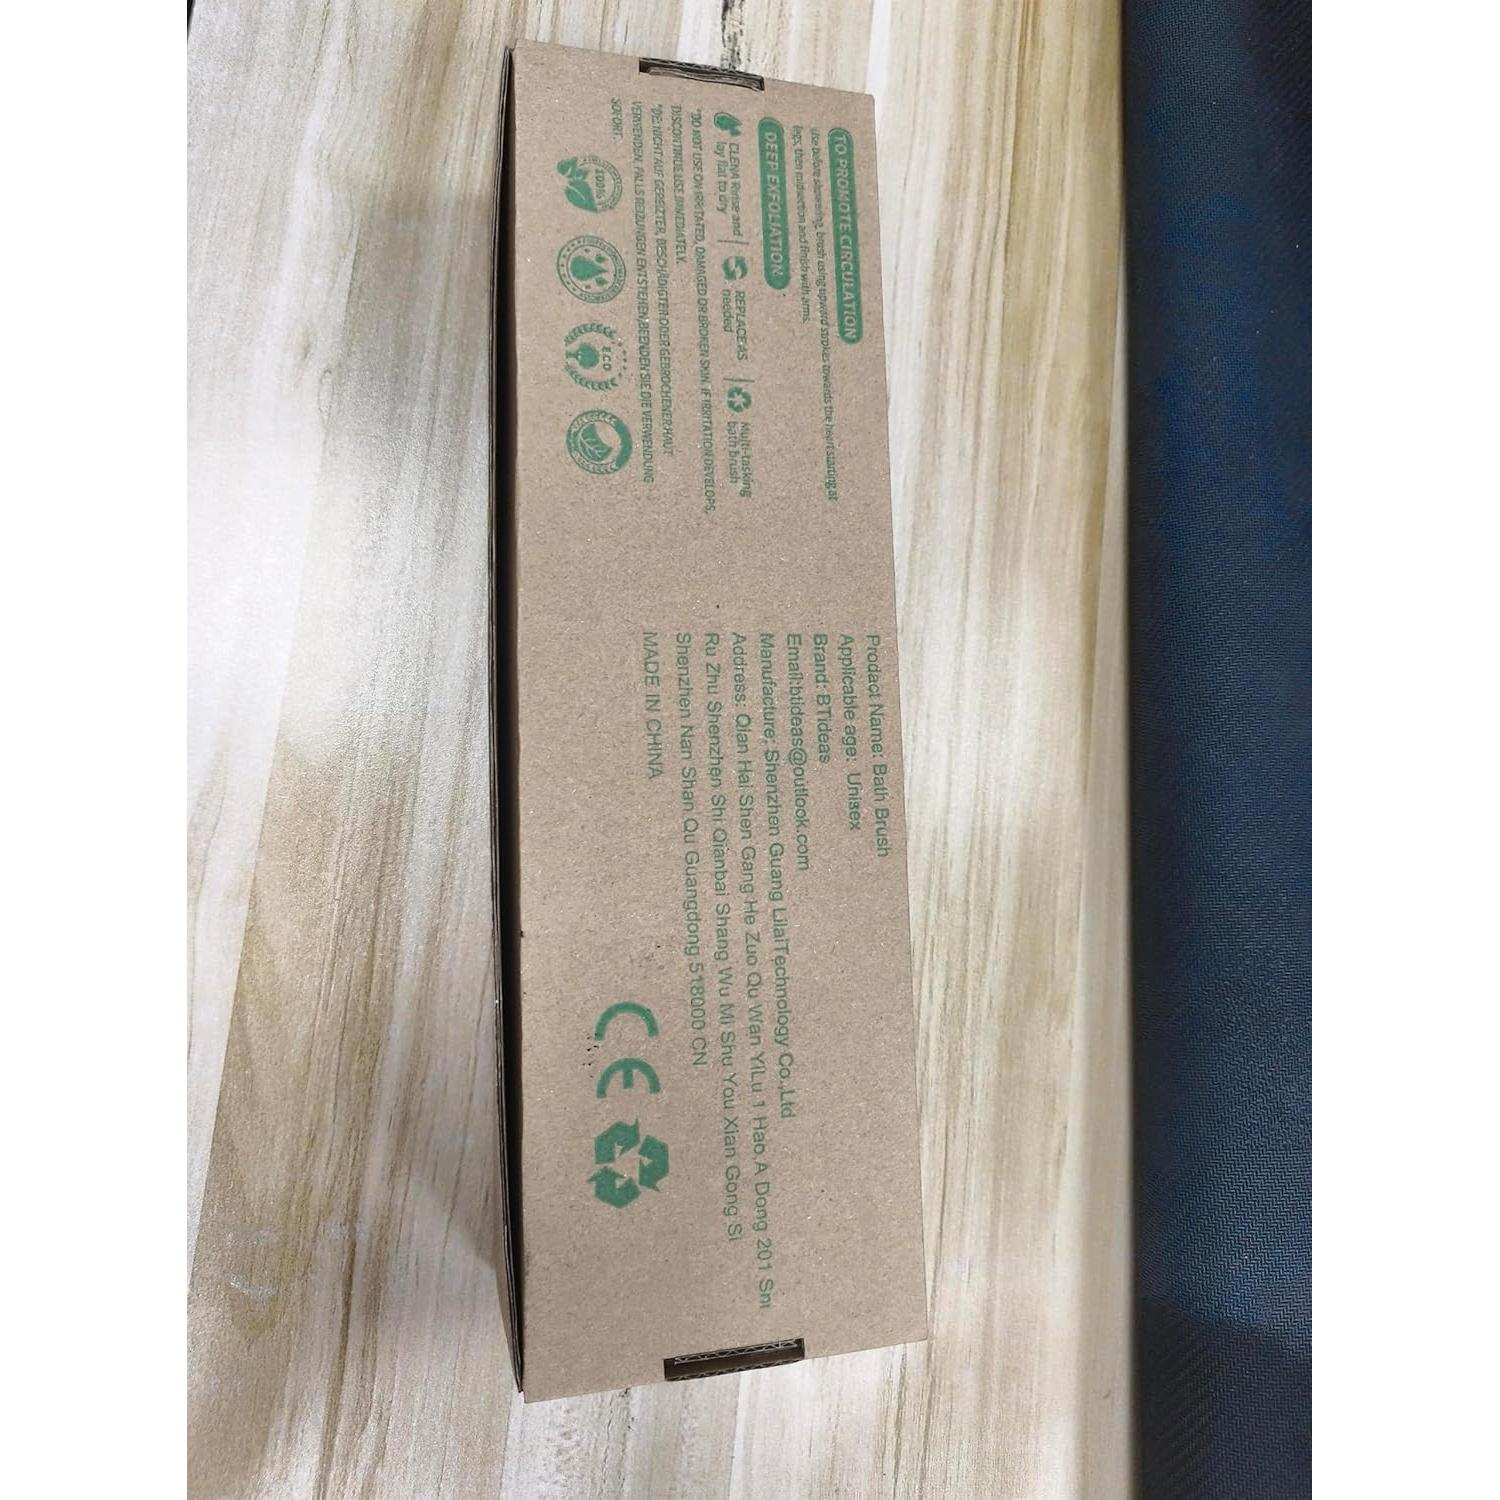 TO PROMOTE CIRCULATION
Use before showering, brush using upward strokes towards the heart starting at
legs, then midsection and finish with arms.
DEEP EXFOLIATION
CLENA Rinse and
lay flat to dry
REPLACE AS
needed
Multi-tasking
bath brush
*DO NOT USE ON IRRITATED, DAMAGED OR BROKEN SKIN. IF IRRITATION DEVELOPS,
DISCONTINUE USE IMMEDIATELY.
*DE: NICHT AUF GEREIZTER, BESCHÄDIGTER ODER GEBROCHENER HAUT
VERWENDEN, FALLS REIZUNGEN ENTSTEHEN, BEENDEN SIE DIE VERWENDUNG
SOFORT.
100%
ECO
Prodact Name: Bath Brush
Applicable age: Unisex
Brand: BTideas
Email:btideas@outlook.com
Manufacture: Shenzhen Guang LilaiTechnology Co.,Ltd
Address: Qian Hai Shen Gang He Zuo Qu Wan YiLu 1 Hao,A Dong 201 Shi
Ru Zhu Shenzhen Shi Qianbai Shang Wu Mi Shu You Xian Gong Si
Shenzhen Nan Shan Qu Guangdong 518000 CN
MADE IN CHINA
CE